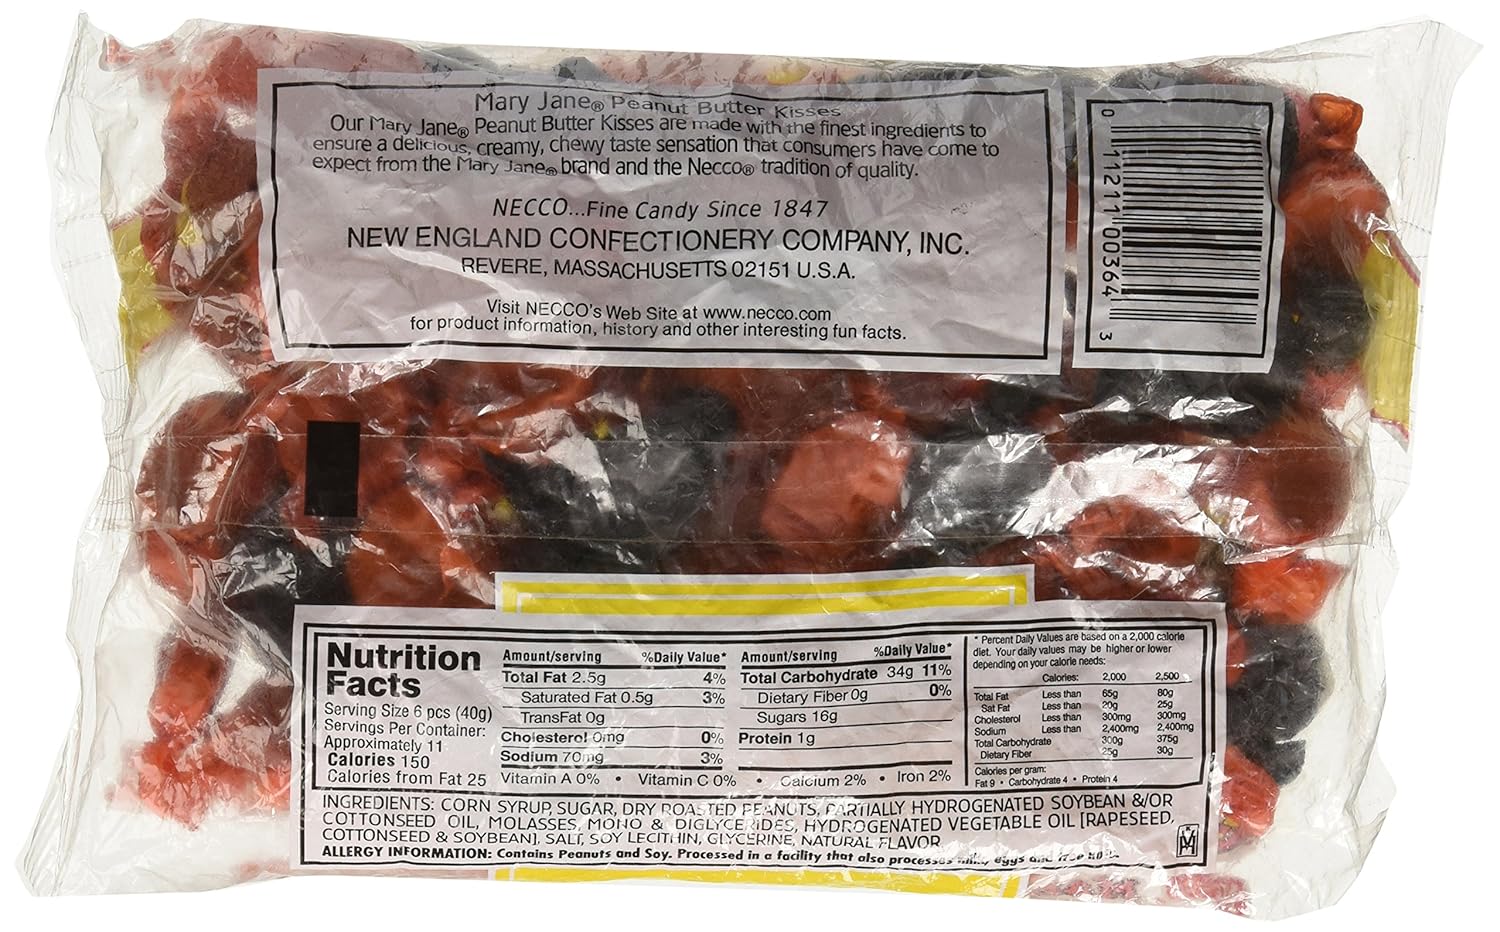 Mary Jane® Peanut Butter Kisses
Our Mary Jane® Peanut Butter Kisses are made with the finest ingredients to
ensure a delicious, creamy, chewy taste sensation that consumers have come to
expect from the Mary Jane® brand and the Necco® tradition of quality.
NECCO...Fine Candy Since 1847
NEW ENGLAND CONFECTIONERY COMPANY, INC.
REVERE, MASSACHUSETTS 02151 U.S.A.
Visit NECCO's Web Site at www.necco.com
for product information, history and other interesting fun facts.
0 11211 00364 3
Nutrition
Facts
Serving Size 6 pcs (40g)
Servings Per Container:
Approximately 11
Calories 150
Calories from Fat 25
Amount/serving %Daily Value*
Total Fat 2.5g 4%
Saturated Fat 0.5g 3%
TransFat 0g
Cholesterol 0mg 0%
Sodium 70mg 3%
Amount/serving %Daily Value*
Total Carbohydrate 34g 11%
Dietary Fiber 0g 0%
Sugars 16g
Protein 1g
Vitamin A 0% • Vitamin C 0% • Calcium 2% • Iron 2%
* Percent Daily Values are based on a 2,000 calorie
diet. Your daily values may be higher or lower
depending on your calorie needs:
Calories: 2,000 2,500
Total Fat Less than 65g 80g
Sat Fat Less than 20g 25g
Cholesterol Less than 300mg 300mg
Sodium Less than 2,400mg 2,400mg
Total Carbohydrate 300g 375g
Dietary Fiber 25g 30g
Calories per gram:
Fat 9 • Carbohydrate 4 • Protein 4
INGREDIENTS: CORN SYRUP, SUGAR, DRY ROASTED PEANUTS, PARTIALLY HYDROGENATED SOYBEAN &/OR
COTTONSEED OIL, MOLASSES, MONO & DIGLYCERIDES, HYDROGENATED VEGETABLE OIL [RAPESEED,
COTTONSEED & SOYBEAN], SALT, SOY LECITHIN, GLYCERINE, NATURAL FLAVOR
ALLERGY INFORMATION: Contains Peanuts and Soy. Processed in a facility that also processes milk, eggs and tree nuts.